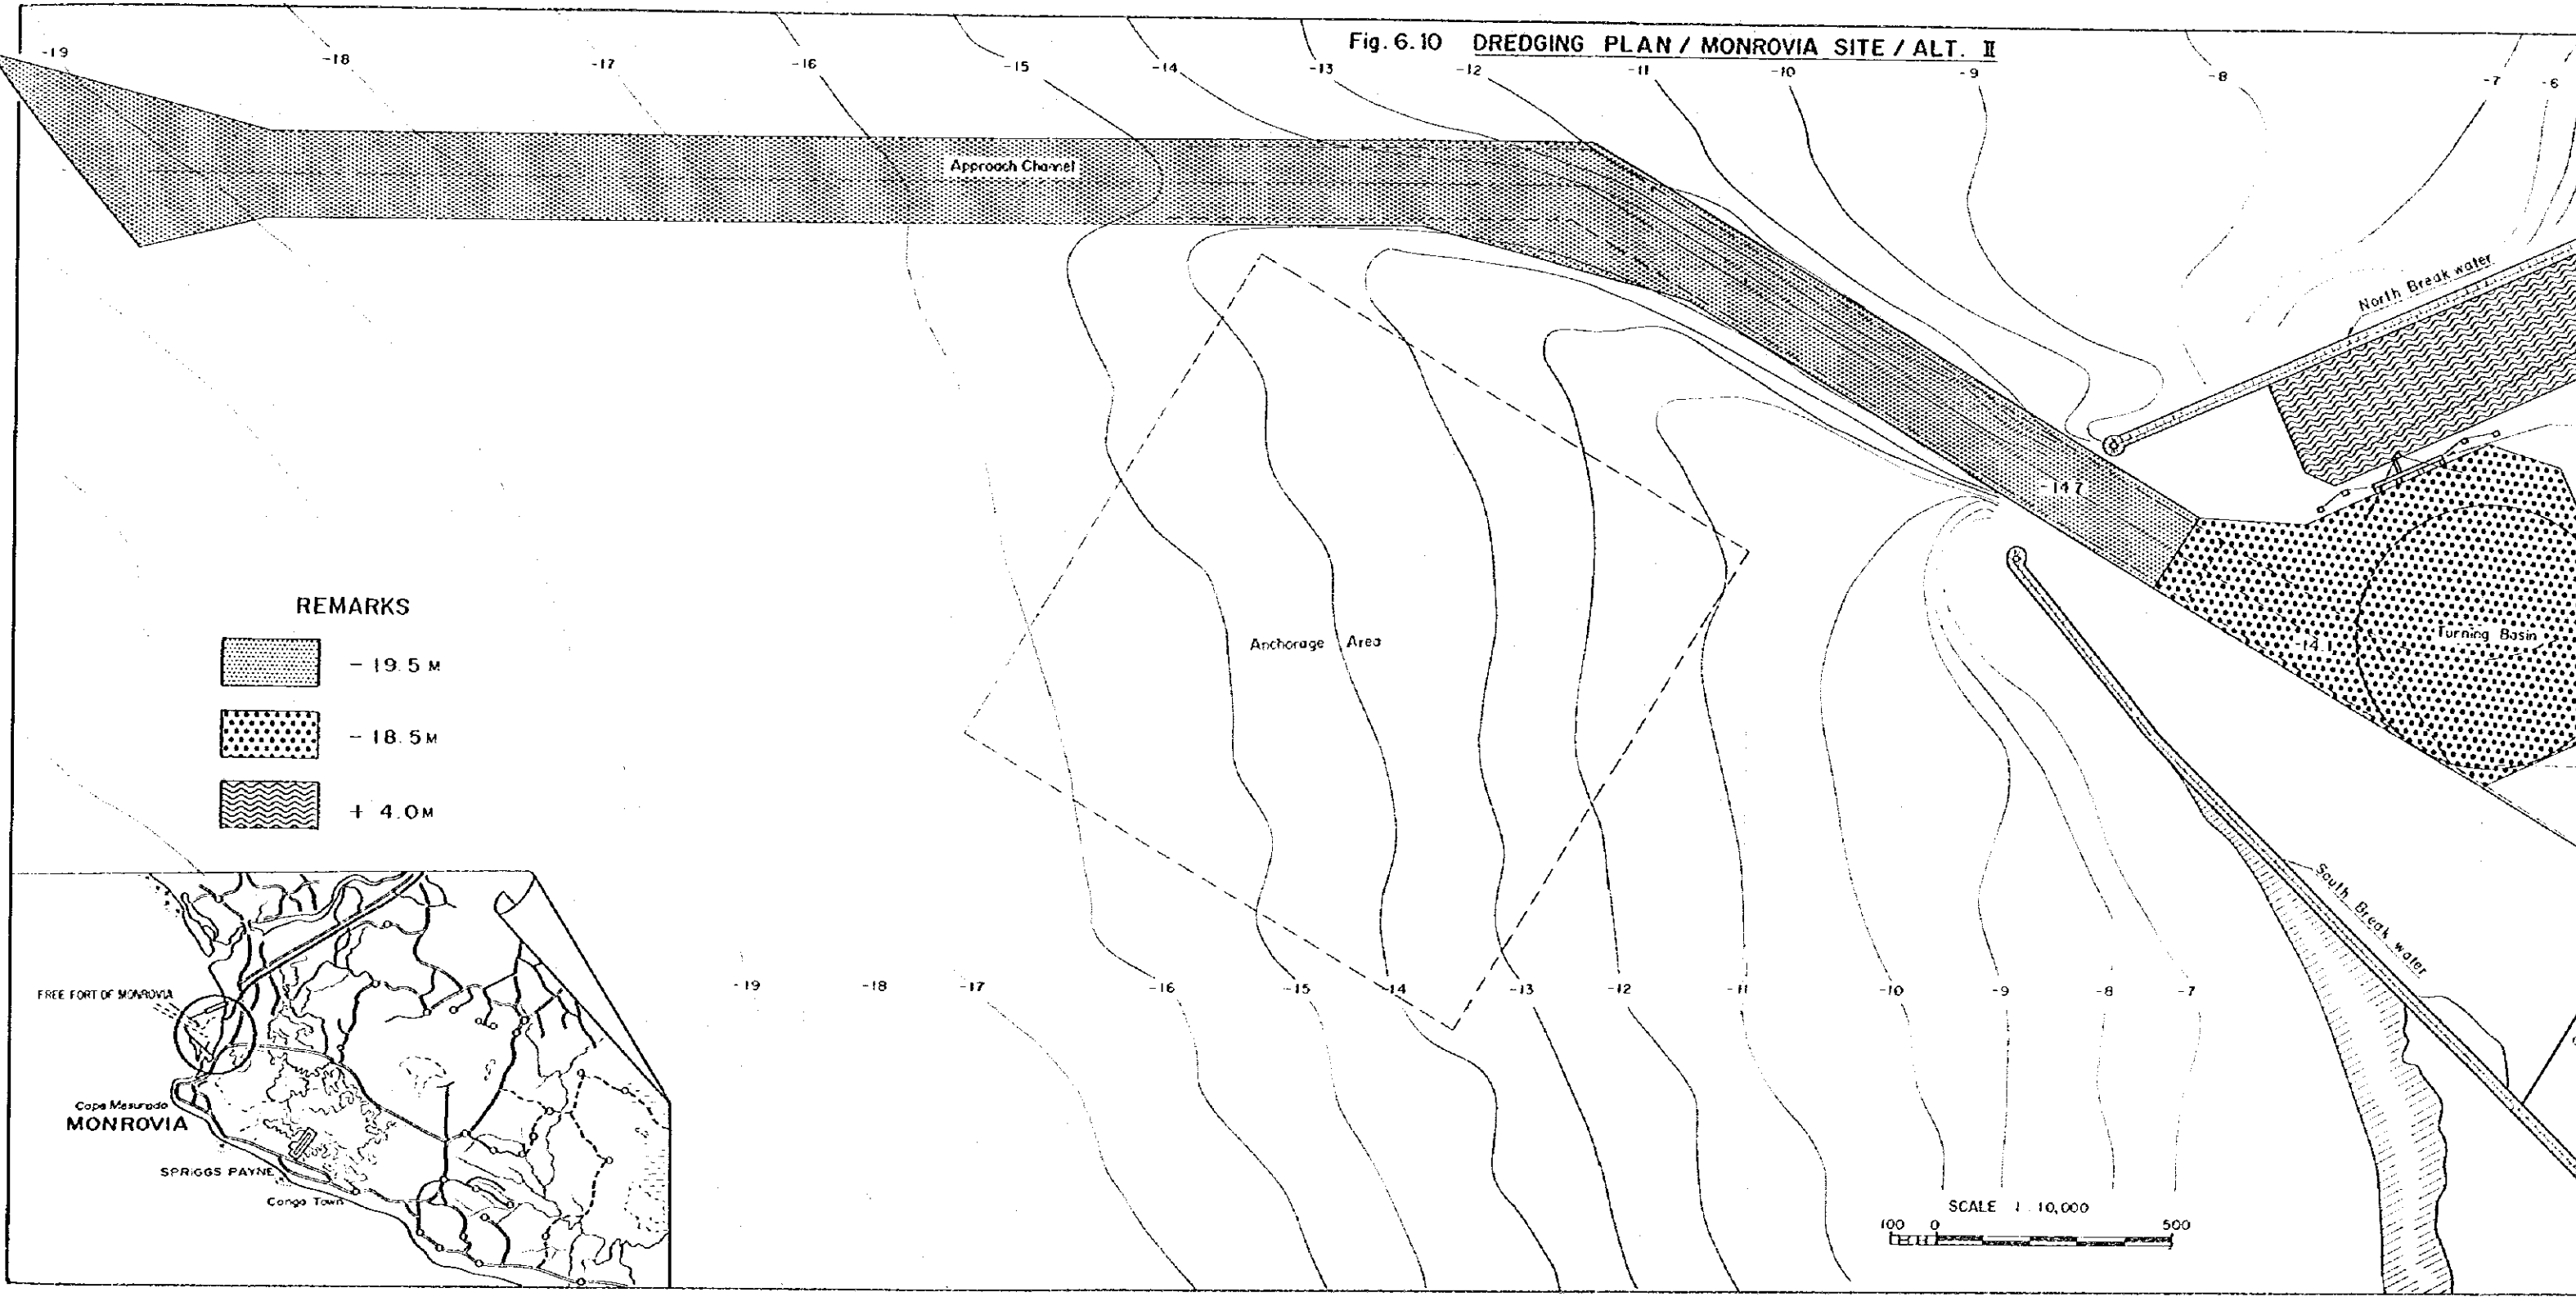 Fig. 6.10 DREDGING PLAN / MONROVIA SITE / ALT. II
-19
-18
-17
-16
-15
-14
-13
-12
-11
-10
-9
-8
-7
-6
Approach Channel
North Break water
-14.7
Turning Basin
-14.1
Anchorage Area
REMARKS
- 19.5 M
- 18.5 M
+ 4.0 M
South Break water
-19
-18
-17
-16
-15
-14
-13
-12
-11
-10
-9
-8
-7
FREE PORT OF MONROVIA
Cape Mesurado
MONROVIA
SPRIGGS PAYNE
Congo Town
SCALE 1 : 10,000
100 0 500